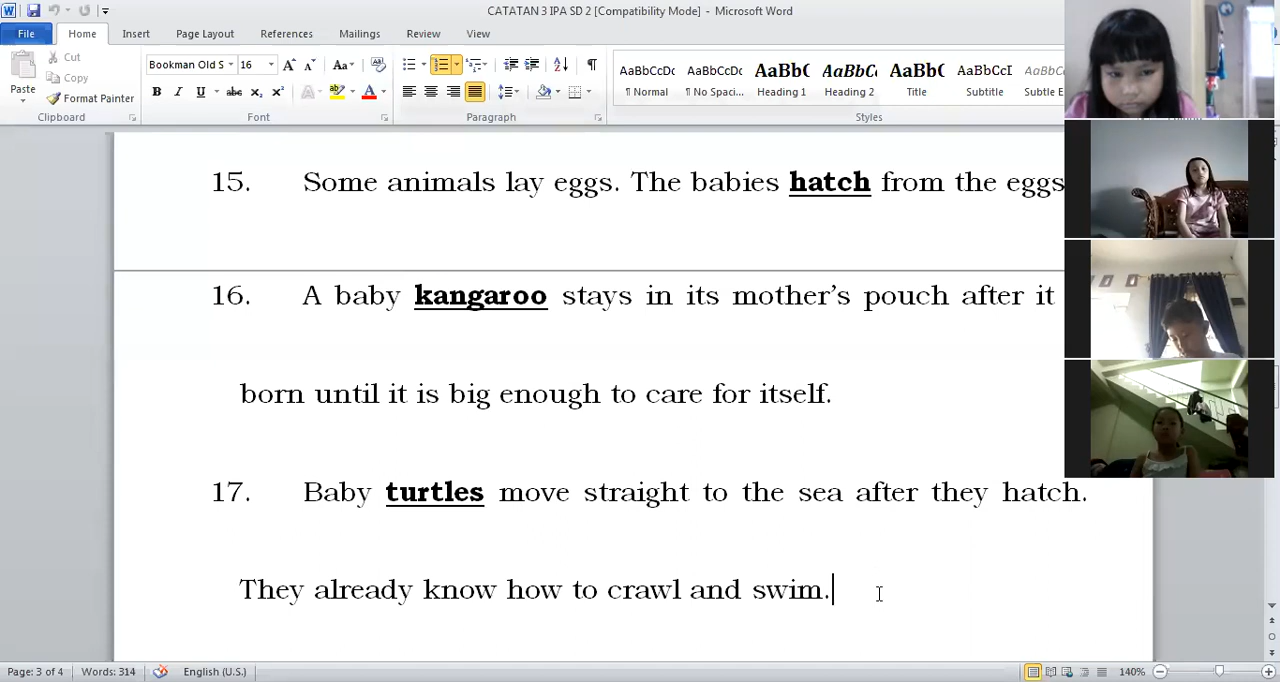 CATATAN 3 IPA SD 2 [Compatibility Mode] - Microsoft Word
File Home Insert Page Layout References Mailings Review View
Cut
Copy
Format Painter
Paste
Clipboard
Bookman Old S 16
Font
Paragraph
AaBbCcDc AaBbCcDc AaBbC AaBbCc AaBb( AaBbCcD AaBbCcD
¶ Normal ¶ No Spaci... Heading 1 Heading 2 Title Subtitle Subtle E
Styles
15. Some animals lay eggs. The babies hatch from the eggs
16. A baby kangaroo stays in its mother's pouch after it
born until it is big enough to care for itself.
17. Baby turtles move straight to the sea after they hatch.
They already know how to crawl and swim.
Page: 3 of 4 Words: 314 English (U.S.) 140%